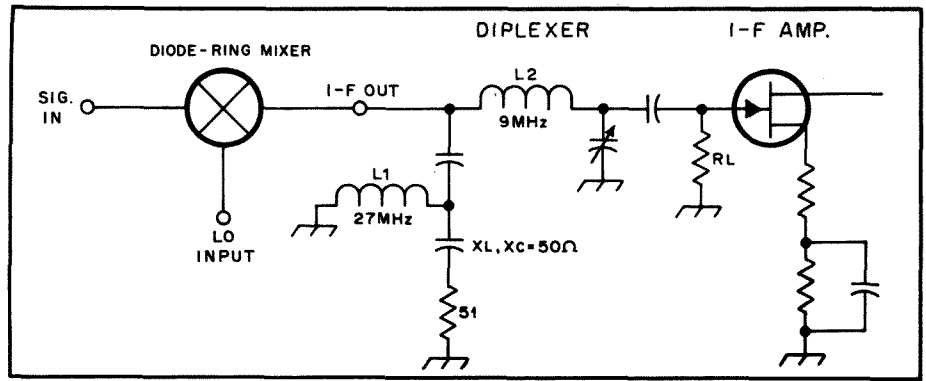 DIPLEXER
I-F AMP.
DIODE-RING MIXER
SIG.
IN
I-F OUT
L2
9MHz
L1
27MHz
RL
LO
INPUT
XL, XC=50Ω
51